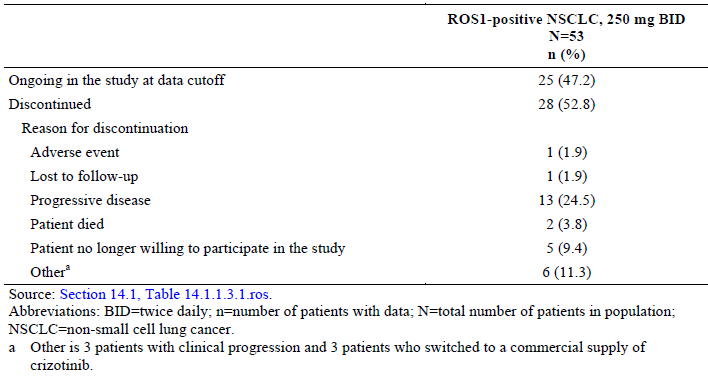 ROS1-positive NSCLC, 250 mg BID
N=53
n (%)
Ongoing in the study at data cutoff 25 (47.2)
Discontinued 28 (52.8)
Reason for discontinuation
Adverse event 1 (1.9)
Lost to follow-up 1 (1.9)
Progressive disease 13 (24.5)
Patient died 2 (3.8)
Patient no longer willing to participate in the study 5 (9.4)
Otherᵃ 6 (11.3)
Source: Section 14.1, Table 14.1.1.3.1.ros.
Abbreviations: BID=twice daily; n=number of patients with data; N=total number of patients in population;
NSCLC=non-small cell lung cancer.
a Other is 3 patients with clinical progression and 3 patients who switched to a commercial supply of
crizotinib.